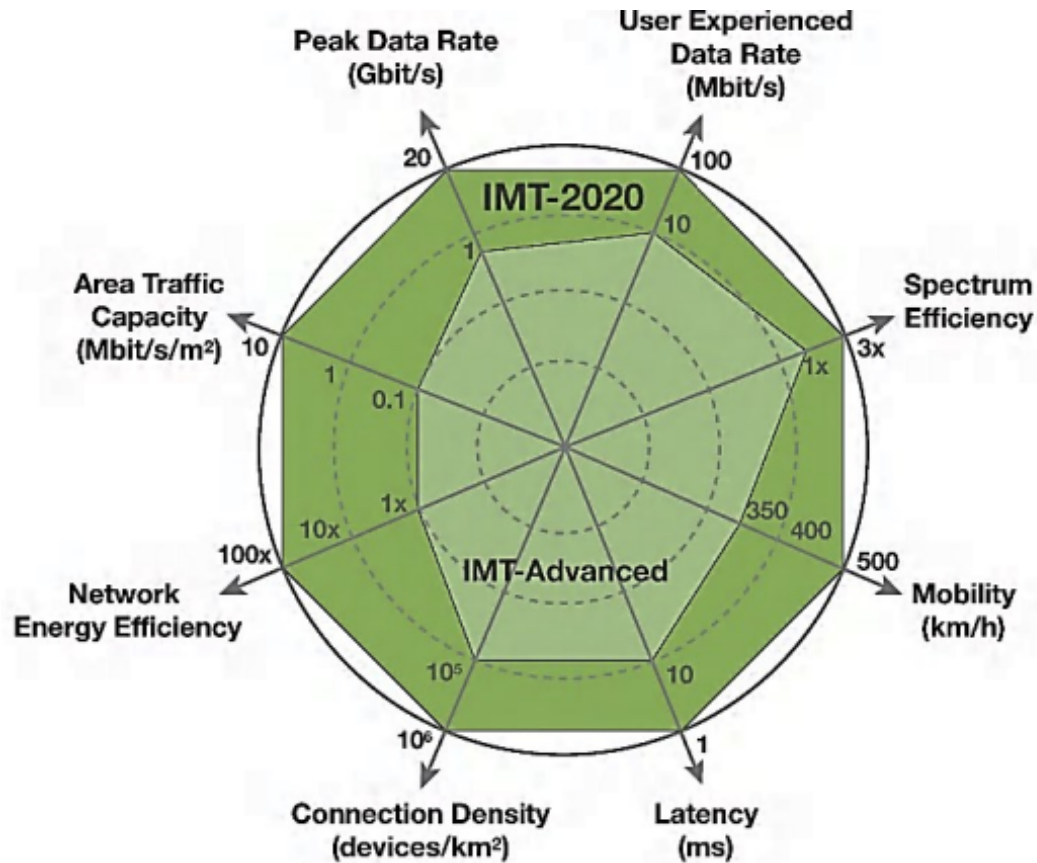 Peak Data Rate
(Gbit/s)
User Experienced
Data Rate
(Mbit/s)
20
100
IMT-2020
1
10
Area Traffic
Capacity
(Mbit/s/m²)
Spectrum
Efficiency
10
1
0.1
1x
3x
1x
10x
100x
350
400
500
Network
Energy Efficiency
IMT-Advanced
Mobility
(km/h)
10⁵
10
10⁶
1
Connection Density
(devices/km²)
Latency
(ms)